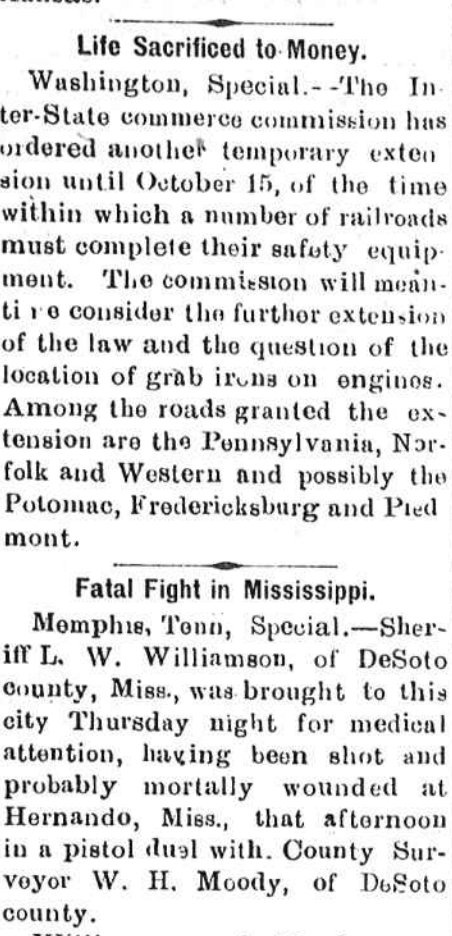 Life Sacrificed to Money.
Washington, Special.--The In-
ter-State commerce commission has
ordered another temporary exten
sion until October 15, of the time
within which a number of railroads
must complete their safety equip-
ment. The commission will mean-
ti e consider the further extension
of the law and the question of the
location of grab irons on engines.
Among the roads granted the ex-
tension are the Pennsylvania, Nor-
folk and Western and possibly the
Potomac, Fredericksburg and Pied
mont.
Fatal Fight in Mississippi.
Memphis, Tenn, Special.—Sher-
iff L. W. Williamson, of DeSoto
county, Miss., was brought to this
city Thursday night for medical
attention, having been shot and
probably mortally wounded at
Hernando, Miss., that afternoon
in a pistol duel with. County Sur-
veyor W. H. Moody, of DeSoto
county.